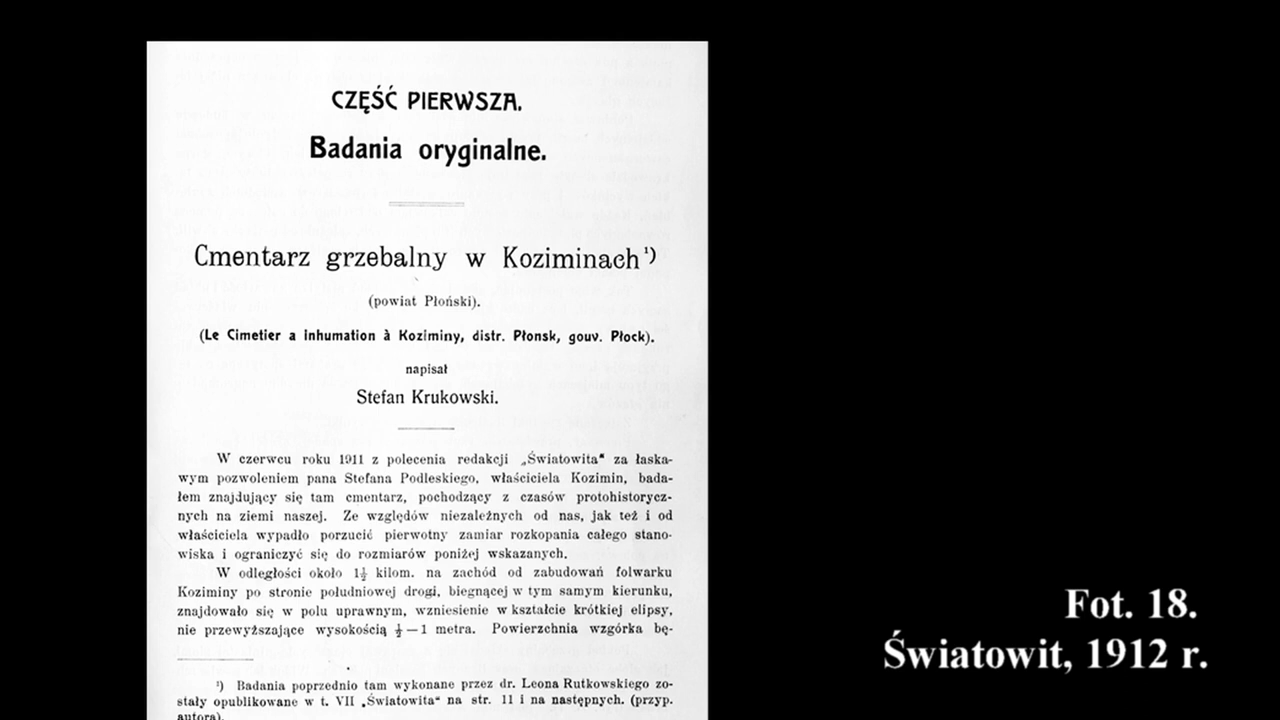 CZĘŚĆ PIERWSZA.
Badania oryginalne.
Cmentarz grzebalny w Koziminach¹)
(powiat Płoński).
(Le Cimetier a inhumation à Koziminy, distr. Płonsk, gouv. Płock).
napisał
Stefan Krukowski.
W czerwcu roku 1911 z polecenia redakcji „Światowita“ za łaska-
wym pozwoleniem pana Stefana Podleskiego, właściciela Kozimin, bada-
łem znajdujący się tam cmentarz, pochodzący z czasów protohistorycz-
nych na ziemi naszej. Ze względów niezależnych od nas, jak też i od
właściciela wypadło porzucić pierwotny zamiar rozkopania całego stano-
wiska i ograniczyć się do rozmiarów poniżej wskazanych.
W odległości około 1½ kilom. na zachód od zabudowań folwarku
Koziminy po stronie południowej drogi, biegnącej w tym samym kierunku,
znajdowało się w polu uprawnym, wzniesienie w kształcie krótkiej elipsy,
nie przewyższające wysokością ½—1 metra. Powierzchnia wzgórka bę-
¹) Badania poprzednio tam wykonane przez dr. Leona Rutkowskiego zo-
stały opublikowane w t. VII „Światowita“ na str. 11 i na następnych. (przyp.
autora).
Fot. 18.
Światowit, 1912 r.